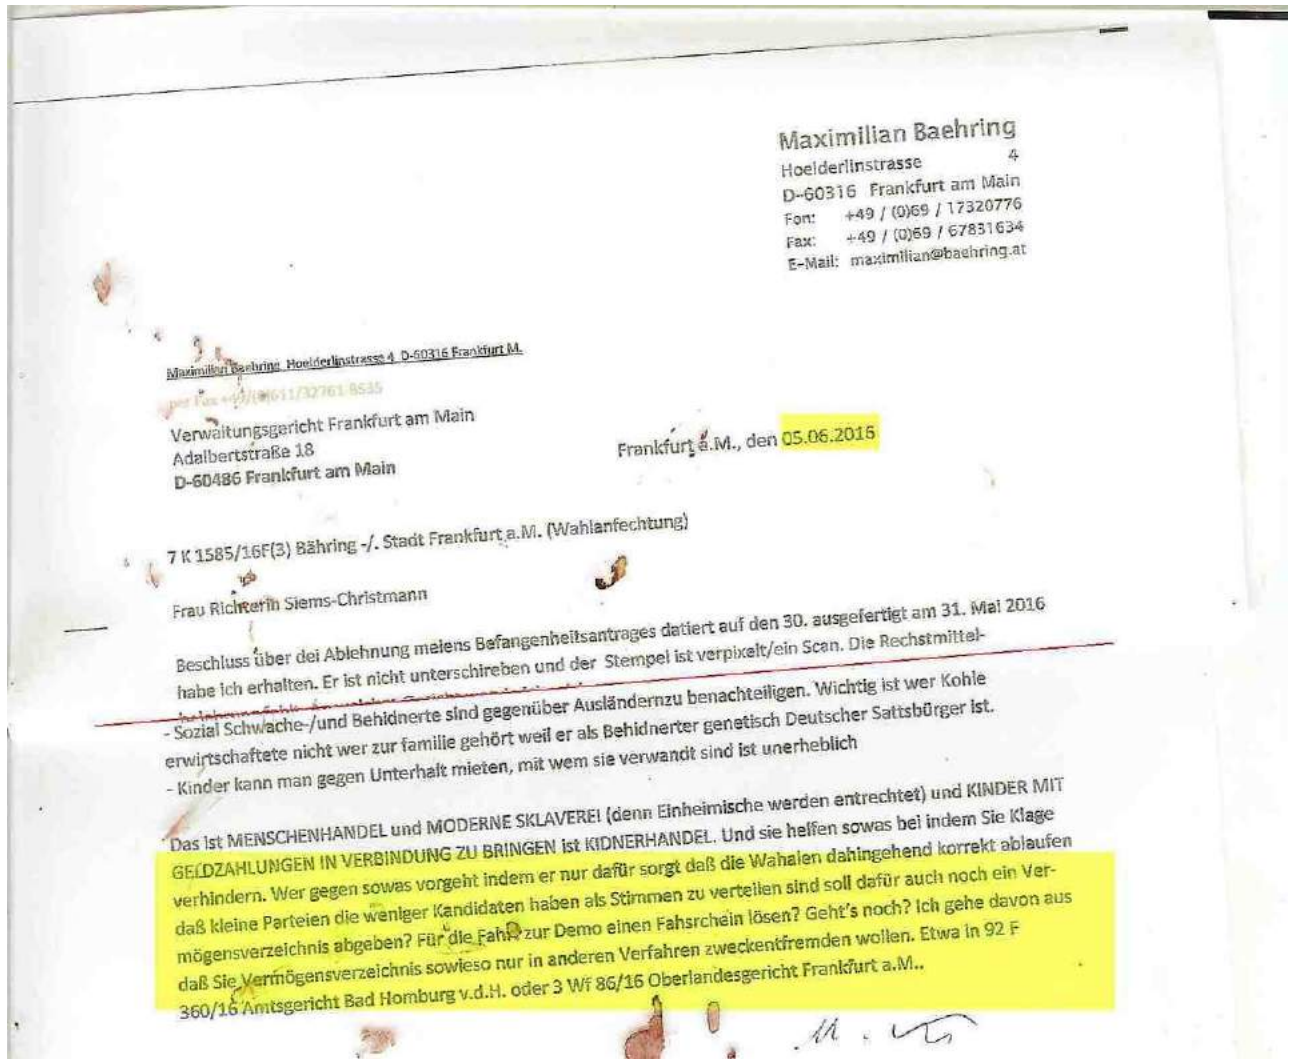 Maximilian Baehring
Hoelderlinstrasse 4
D-60316 Frankfurt am Main
Fon: +49 / (0)69 / 17320776
Fax: +49 / (0)69 / 67831634
E-Mail: maximilian@baehring.at
Maximilian Baehring Hoelderlinstrasse 4 D-60316 Frankfurt M.
per Fax +49/(0)611/32761-8535
Verwaltungsgericht Frankfurt am Main
Adalbertstraße 18
D-60486 Frankfurt am Main
Frankfurt a.M., den 05.06.2016
7 K 1585/16F(3) Bähring -/. Stadt Frankfurt a.M. (Wahlanfechtung)
Frau Richterin Siems-Christmann
Beschluss über dei Ablehnung meiens Befangenheitsantrages datiert auf den 30. ausgefertigt am 31. Mai 2016
habe ich erhalten. Er ist nicht unterschireben und der Stempel ist verpixelt/ein Scan. Die Rechstmittel-
- Sozial Schwache-/und Behidnerte sind gegenüber Ausländernzu benachteiligen. Wichtig ist wer Kohle
erwirtschaftete nicht wer zur familie gehört weil er als Behidnerter genetisch Deutscher Sattsbürger ist.
- Kinder kann man gegen Unterhalt mieten, mit wem sie verwandt sind ist unerheblich
Das ist MENSCHENHANDEL und MODERNE SKLAVEREI (denn Einheimische werden entrechtet) und KINDER MIT
GELDZAHLUNGEN IN VERBINDUNG ZU BRINGEN ist KIDNERHANDEL. Und sie helfen sowas bei indem Sie Klage
verhindern. Wer gegen sowas vorgeht indem er nur dafür sorgt daß die Wahalen dahingehend korrekt ablaufen
daß kleine Parteien die weniger Kandidaten haben als Stimmen zu verteilen sind soll dafür auch noch ein Ver-
mögensverzeichnis abgeben? Für die Fahrt zur Demo einen Fahsrchein lösen? Geht's noch? Ich gehe davon aus
daß Sie Vermögensverzeichnis sowieso nur in anderen Verfahren zweckentfremden wollen. Etwa in 92 F
360/16 Amtsgericht Bad Homburg v.d.H. oder 3 Wf 86/16 Oberlandesgericht Frankfurt a.M..